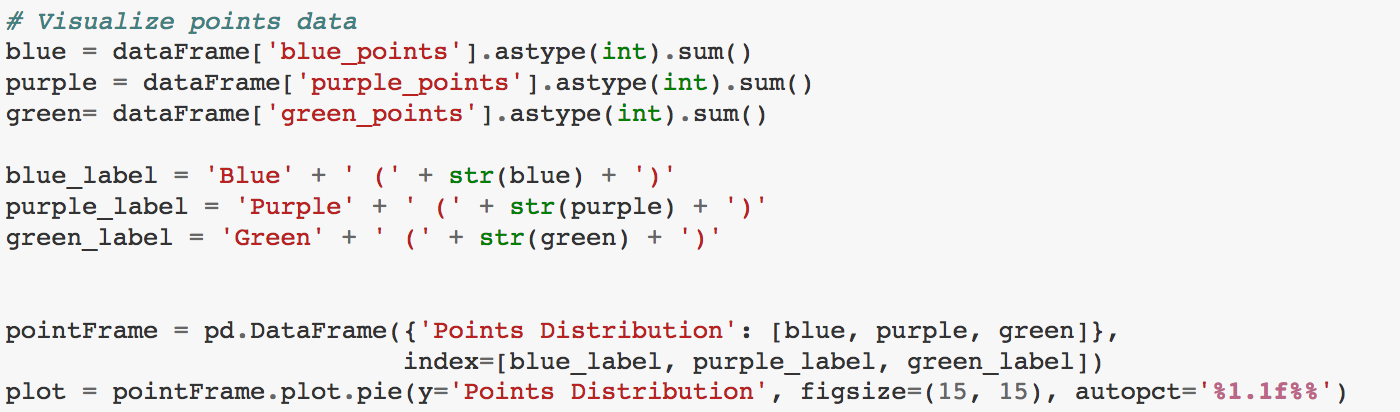 # Visualize points data
blue = dataFrame['blue_points'].astype(int).sum()
purple = dataFrame['purple_points'].astype(int).sum()
green= dataFrame['green_points'].astype(int).sum()
blue_label = 'Blue' + ' (' + str(blue) + ')'
purple_label = 'Purple' + ' (' + str(purple) + ')'
green_label = 'Green' + ' (' + str(green) + ')'
pointFrame = pd.DataFrame({'Points Distribution': [blue, purple, green]},
index=[blue_label, purple_label, green_label])
plot = pointFrame.plot.pie(y='Points Distribution', figsize=(15, 15), autopct='%1.1f%%')